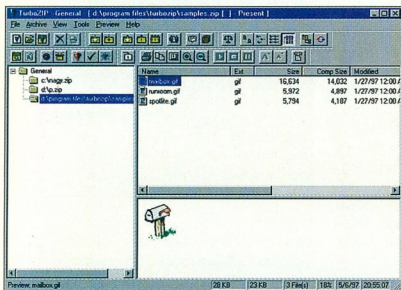 TurboZIP - General - [ d:\program files\turbozip\samples.zip [ ] - Present ]
File Archive View Tools Preview Help
General
c:\nagy.zip
d:\p.zip
d:\program files\turbozip\samples
Name Ext Size Comp Size Modified
mailbox.gif gif 16,634 14,032 1/27/97 12:00 A
runroom.gif gif 5,972 4,897 1/27/97 12:00 A
spotlite.gif gif 5,794 4,187 1/27/97 12:00 A
Preview: mailbox.gif 28 KB 23 KB 3 File(s) 18% 5/6/97 20:55:07